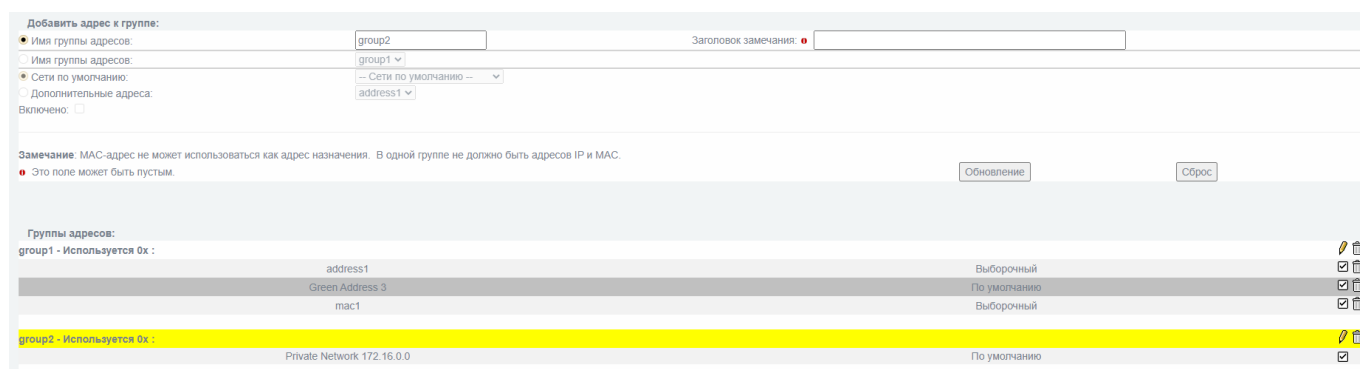 Добавить адрес к группе:
Имя группы адресов: group2 Заголовок замечания:
Имя группы адресов: group1
Сети по умолчанию: -- Сети по умолчанию --
Дополнительные адреса: address1
Включено:
Замечание: MAC-адрес не может использоваться как адрес назначения. В одной группе не должно быть адресов IP и MAC.
Это поле может быть пустым. Обновление Сброс
Группы адресов:
group1 - Используется 0x :
address1 Выборочный
Green Address 3 По умолчанию
mac1 Выборочный
group2 - Используется 0x :
Private Network 172.16.0.0 По умолчанию